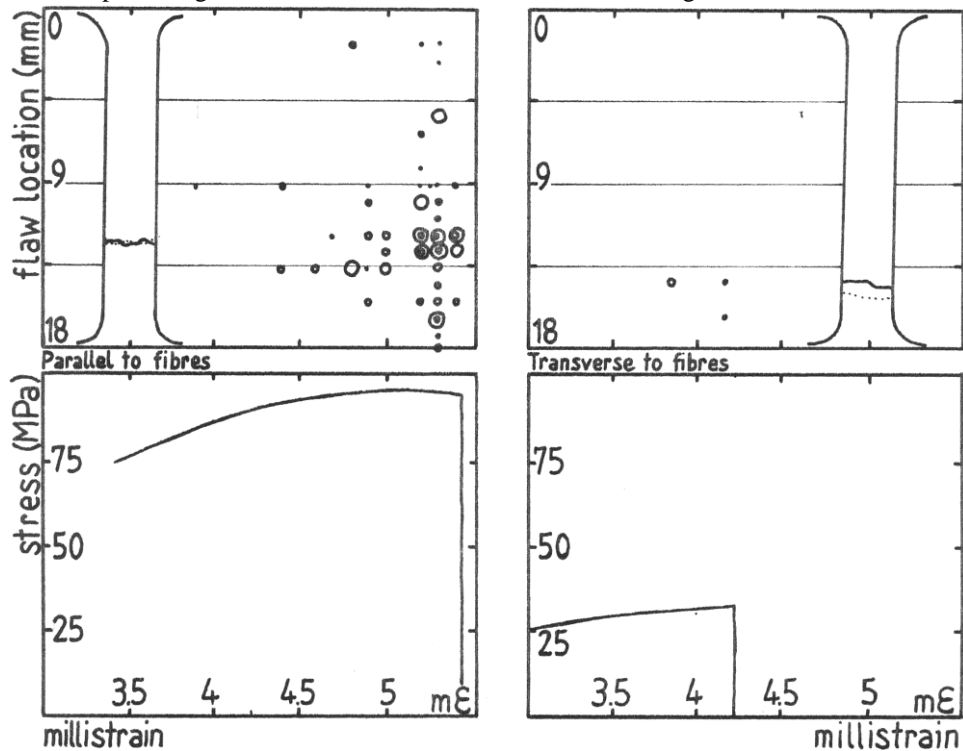 0
0
flaw location (mm)
9
9
18
18
Parallel to fibres
Transverse to fibres
stress (MPa)
75
75
50
50
25
25
3.5 4 4.5 5 mε
3.5 4 4.5 5 mε
millistrain
millistrain